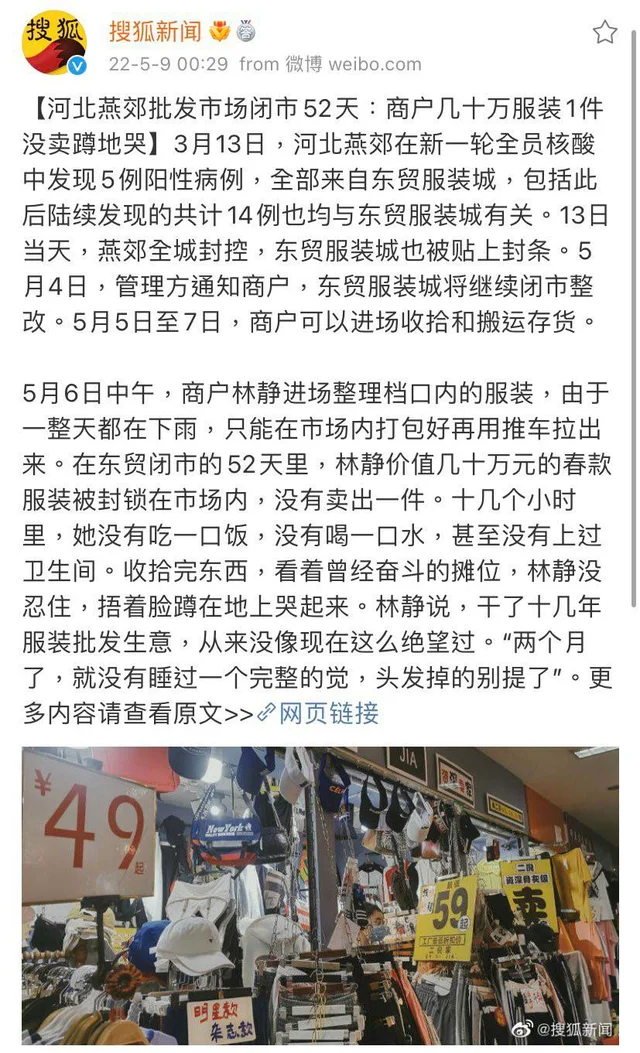 搜狐
搜狐新闻
22-5-9 00:29 from 微博 weibo.com
【河北燕郊批发市场闭市52天：商户几十万服装1件
没卖蹲地哭】3月13日，河北燕郊在新一轮全员核酸
中发现5例阳性病例，全部来自东贸服装城，包括此
后陆续发现的共计14例也均与东贸服装城有关。13日
当天，燕郊全城封控，东贸服装城也被贴上封条。5
月4日，管理方通知商户，东贸服装城将继续闭市整
改。5月5日至7日，商户可以进场收拾和搬运存货。
5月6日中午，商户林静进场整理档口内的服装，由于
一整天都在下雨，只能在市场内打包好再用推车拉出
来。在东贸闭市的52天里，林静价值几十万元的春款
服装被封锁在市场内，没有卖出一件。十几个小时
里，她没有吃一口饭，没有喝一口水，甚至没有上过
卫生间。收拾完东西，看着曾经奋斗的摊位，林静没
忍住，捂着脸蹲在地上哭起来。林静说，干了十几年
服装批发生意，从来没像现在这么绝望过。“两个月
了，就没有睡过一个完整的觉，头发掉的别提了”。更
多内容请查看原文>>网页链接
JIA
¥49起
New York
59起
卖
明星款
杂志款
@搜狐新闻